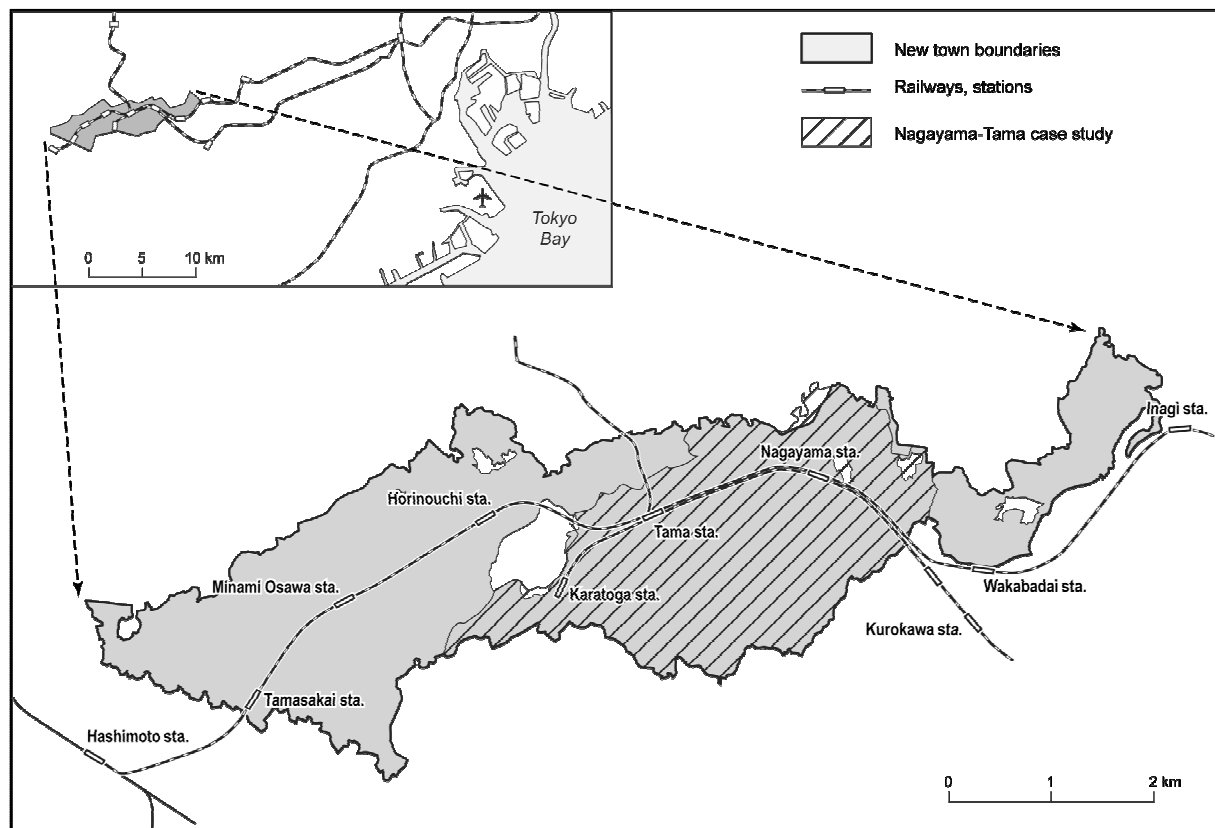 New town boundaries
Railways, stations
Nagayama-Tama case study
Tokyo
Bay
0 5 10 km
Inagi sta.
Nagayama sta.
Horinouchi sta.
Tama sta.
Wakabadai sta.
Minami Osawa sta.
Karatoga sta.
Kurokawa sta.
Tamasakai sta.
Hashimoto sta.
0 1 2 km